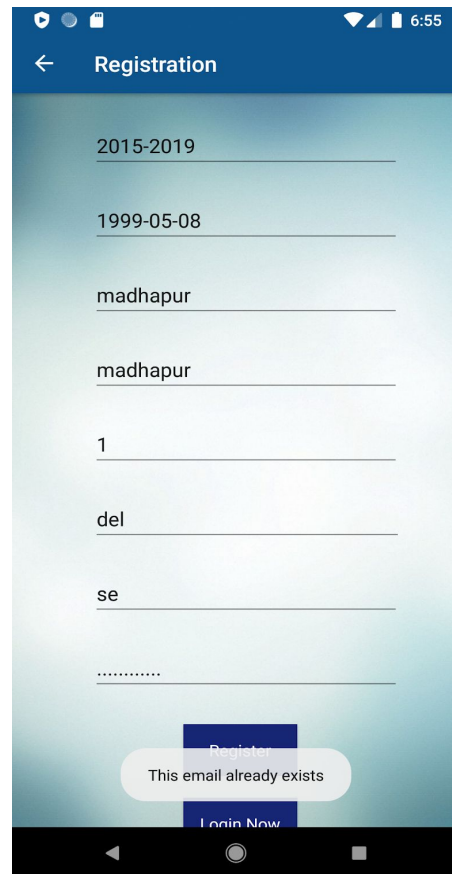 6:55
Registration
2015-2019
1999-05-08
madhapur
madhapur
1
del
se
............
Register
This email already exists
Login Now